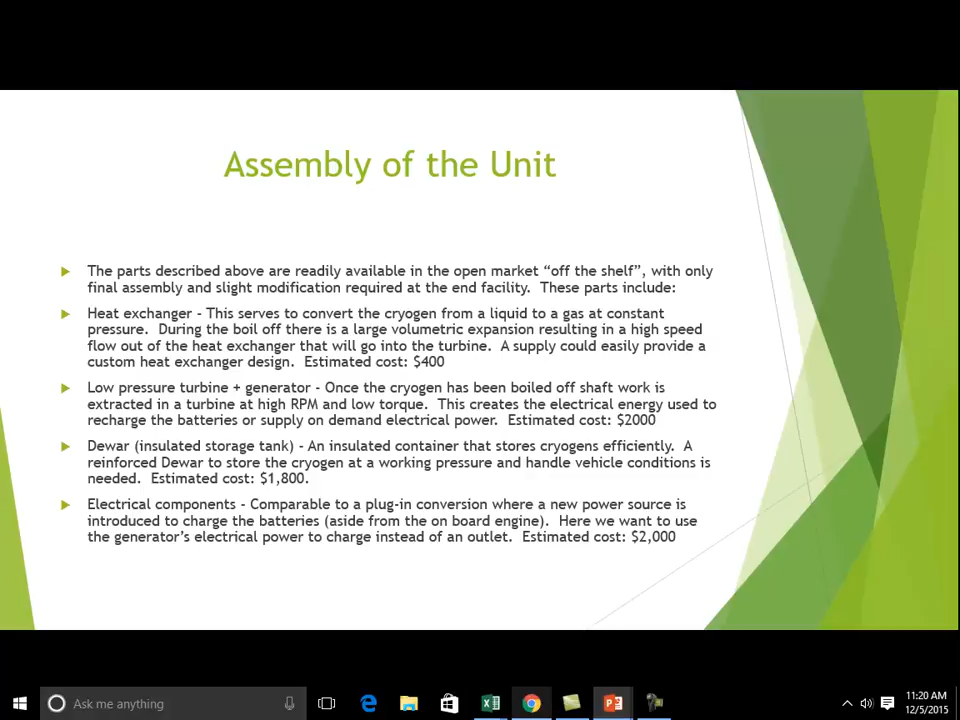 Assembly of the Unit
The parts described above are readily available in the open market “off the shelf”, with only
final assembly and slight modification required at the end facility. These parts include:
Heat exchanger - This serves to convert the cryogen from a liquid to a gas at constant
pressure. During the boil off there is a large volumetric expansion resulting in a high speed
flow out of the heat exchanger that will go into the turbine. A supply could easily provide a
custom heat exchanger design. Estimated cost: $400
Low pressure turbine + generator - Once the cryogen has been boiled off shaft work is
extracted in a turbine at high RPM and low torque. This creates the electrical energy used to
recharge the batteries or supply on demand electrical power. Estimated cost: $2000
Dewar (insulated storage tank) - An insulated container that stores cryogens efficiently. A
reinforced Dewar to store the cryogen at a working pressure and handle vehicle conditions is
needed. Estimated cost: $1,800.
Electrical components - Comparable to a plug-in conversion where a new power source is
introduced to charge the batteries (aside from the on board engine). Here we want to use
the generator’s electrical power to charge instead of an outlet. Estimated cost: $2,000
Ask me anything
11:20 AM
12/5/2015